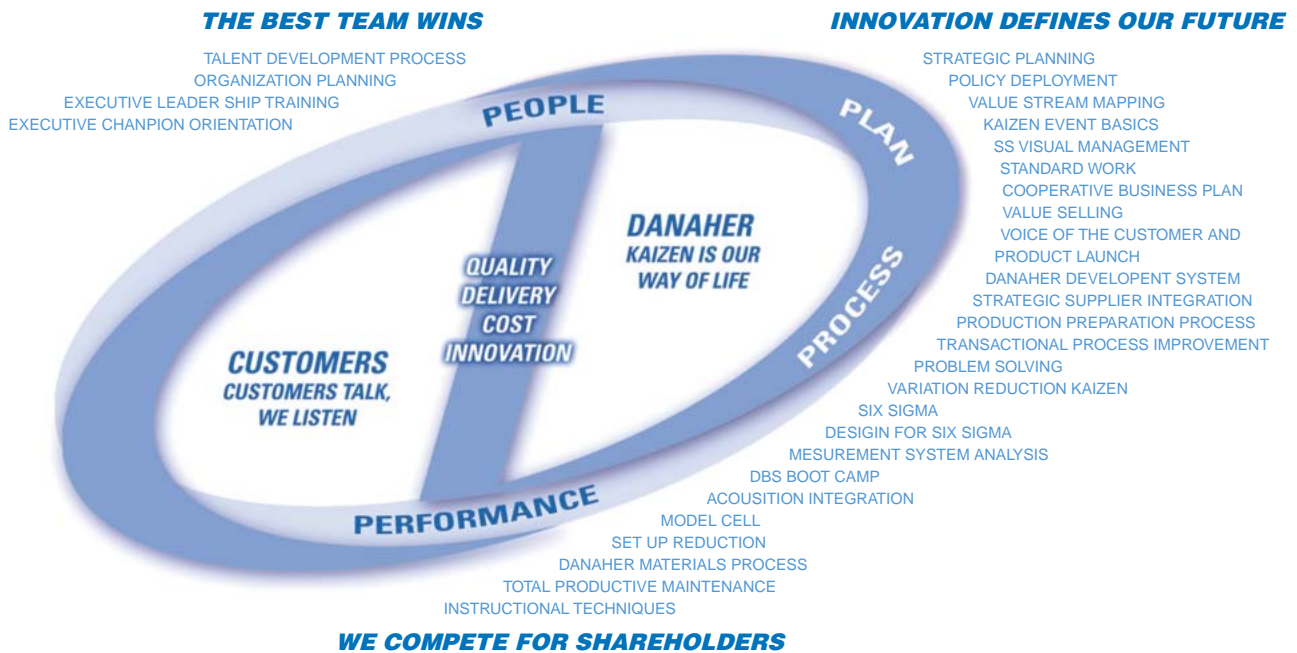 THE BEST TEAM WINS
TALENT DEVELOPMENT PROCESS
ORGANIZATION PLANNING
EXECUTIVE LEADER SHIP TRAINING
EXECUTIVE CHANPION ORIENTATION
INNOVATION DEFINES OUR FUTURE
STRATEGIC PLANNING
POLICY DEPLOYMENT
VALUE STREAM MAPPING
KAIZEN EVENT BASICS
SS VISUAL MANAGEMENT
STANDARD WORK
COOPERATIVE BUSINESS PLAN
VALUE SELLING
VOICE OF THE CUSTOMER AND
PRODUCT LAUNCH
DANAHER DEVELOPENT SYSTEM
STRATEGIC SUPPLIER INTEGRATION
PRODUCTION PREPARATION PROCESS
TRANSACTIONAL PROCESS IMPROVEMENT
PROBLEM SOLVING
VARIATION REDUCTION KAIZEN
SIX SIGMA
DESIGIN FOR SIX SIGMA
MESUREMENT SYSTEM ANALYSIS
DBS BOOT CAMP
ACOUSITION INTEGRATION
MODEL CELL
SET UP REDUCTION
DANAHER MATERIALS PROCESS
TOTAL PRODUCTIVE MAINTENANCE
INSTRUCTIONAL TECHNIQUES
PEOPLE
PLAN
PROCESS
PERFORMANCE
DANAHER
KAIZEN IS OUR
WAY OF LIFE
QUALITY
DELIVERY
COST
INNOVATION
CUSTOMERS
CUSTOMERS TALK,
WE LISTEN
WE COMPETE FOR SHAREHOLDERS